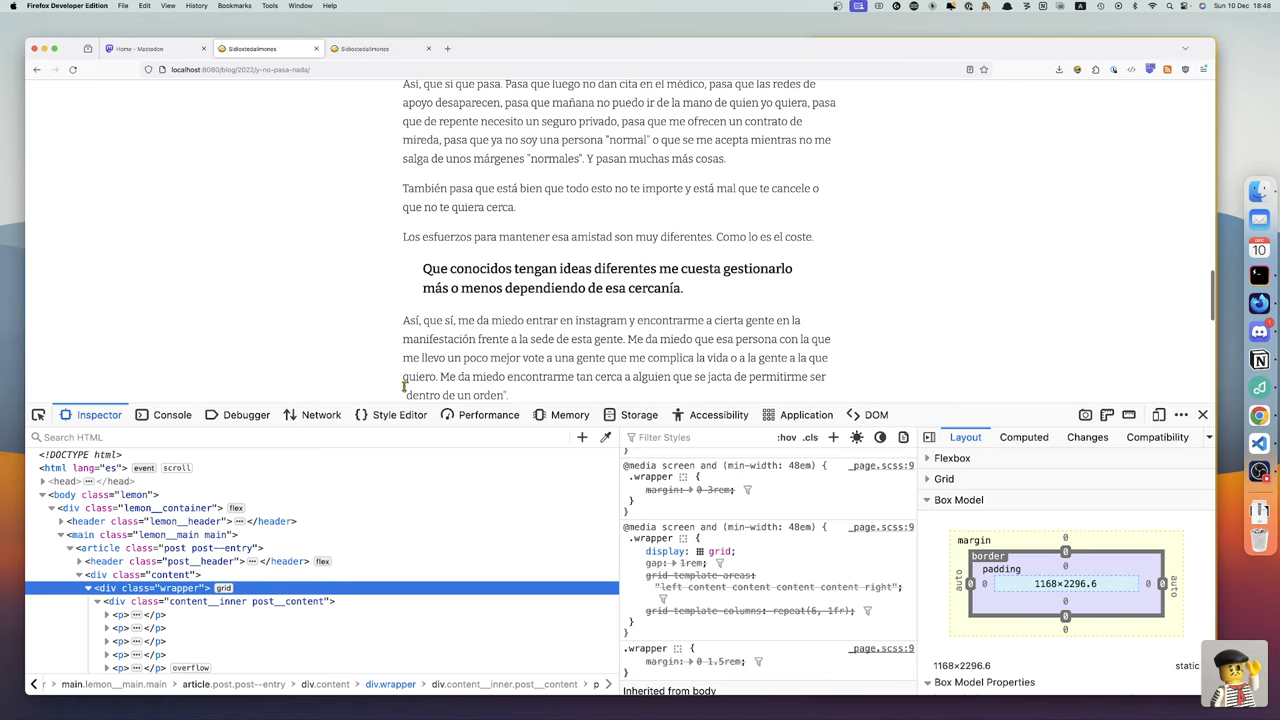 Firefox Developer Edition File Edit View History Bookmarks Tools Window Help
Sun 10 Dec 18:48
Home - Mastodon
Sidiostedalimones
Sidiostedalimones
localhost:8080/blog/2022/y-no-pasa-nada/
Así, que sí que pasa. Pasa que luego no dan cita en el médico, pasa que las redes de
apoyo desaparecen, pasa que mañana no puedo ir de la mano de quien yo quiera, pasa
que de repente necesito un seguro privado, pasa que me ofrecen un contrato de
mireda, pasa que ya no soy una persona "normal" o que se me acepta mientras no me
salga de unos márgenes "normales". Y pasan muchas más cosas.
También pasa que está bien que todo esto no te importe y está mal que te cancele o
que no te quiera cerca.
Los esfuerzos para mantener esa amistad son muy diferentes. Como lo es el coste.
Que conocidos tengan ideas diferentes me cuesta gestionarlo
más o menos dependiendo de esa cercanía.
Así, que sí, me da miedo entrar en instagram y encontrarme a cierta gente en la
manifestación frente a la sede de esta gente. Me da miedo que esa persona con la que
me llevo un poco mejor vote a una gente que me complica la vida o a la gente a la que
quiero. Me da miedo encontrarme tan cerca a alguien que se jacta de permitirme ser
"dentro de un orden".
Inspector Console Debugger Network Style Editor Performance Memory Storage Accessibility Application DOM
Search HTML
<!DOCTYPE html>
<html lang="es"> event scroll
<head> </head>
<body class="lemon">
<div class="lemon__container"> flex
<header class="lemon__header"> </header>
<main class="lemon__main main">
<article class="post post--entry">
<header class="post__header"> </header> flex
<div class="content">
<div class="wrapper"> grid
<div class="content__inner post__content">
<p> </p>
<p> </p>
<p> </p>
<p> </p>
<p> </p> overflow
main.lemon__main.main article.post.post--entry div.content div.wrapper div.content__inner.post__content p
Filter Styles :hov .cls
}
@media screen and (min-width: 48em) { _page.scss:9
.wrapper {
margin: 0 3rem;
}
@media screen and (min-width: 48em) { _page.scss:9
.wrapper {
display: grid;
gap: 1rem;
grid-template-areas:
"left content content content content right";
grid-template-columns: repeat(6, 1fr);
}
.wrapper { _page.scss:9
margin: 0 1.5rem;
}
Inherited from body
Layout Computed Changes Compatibility
Flexbox
Grid
Box Model
margin 0
border 0
padding 0
auto 0 0 1168×2296.6 0 0 auto
0
0
0
1168×2296.6 static
Box Model Properties
DEC
10